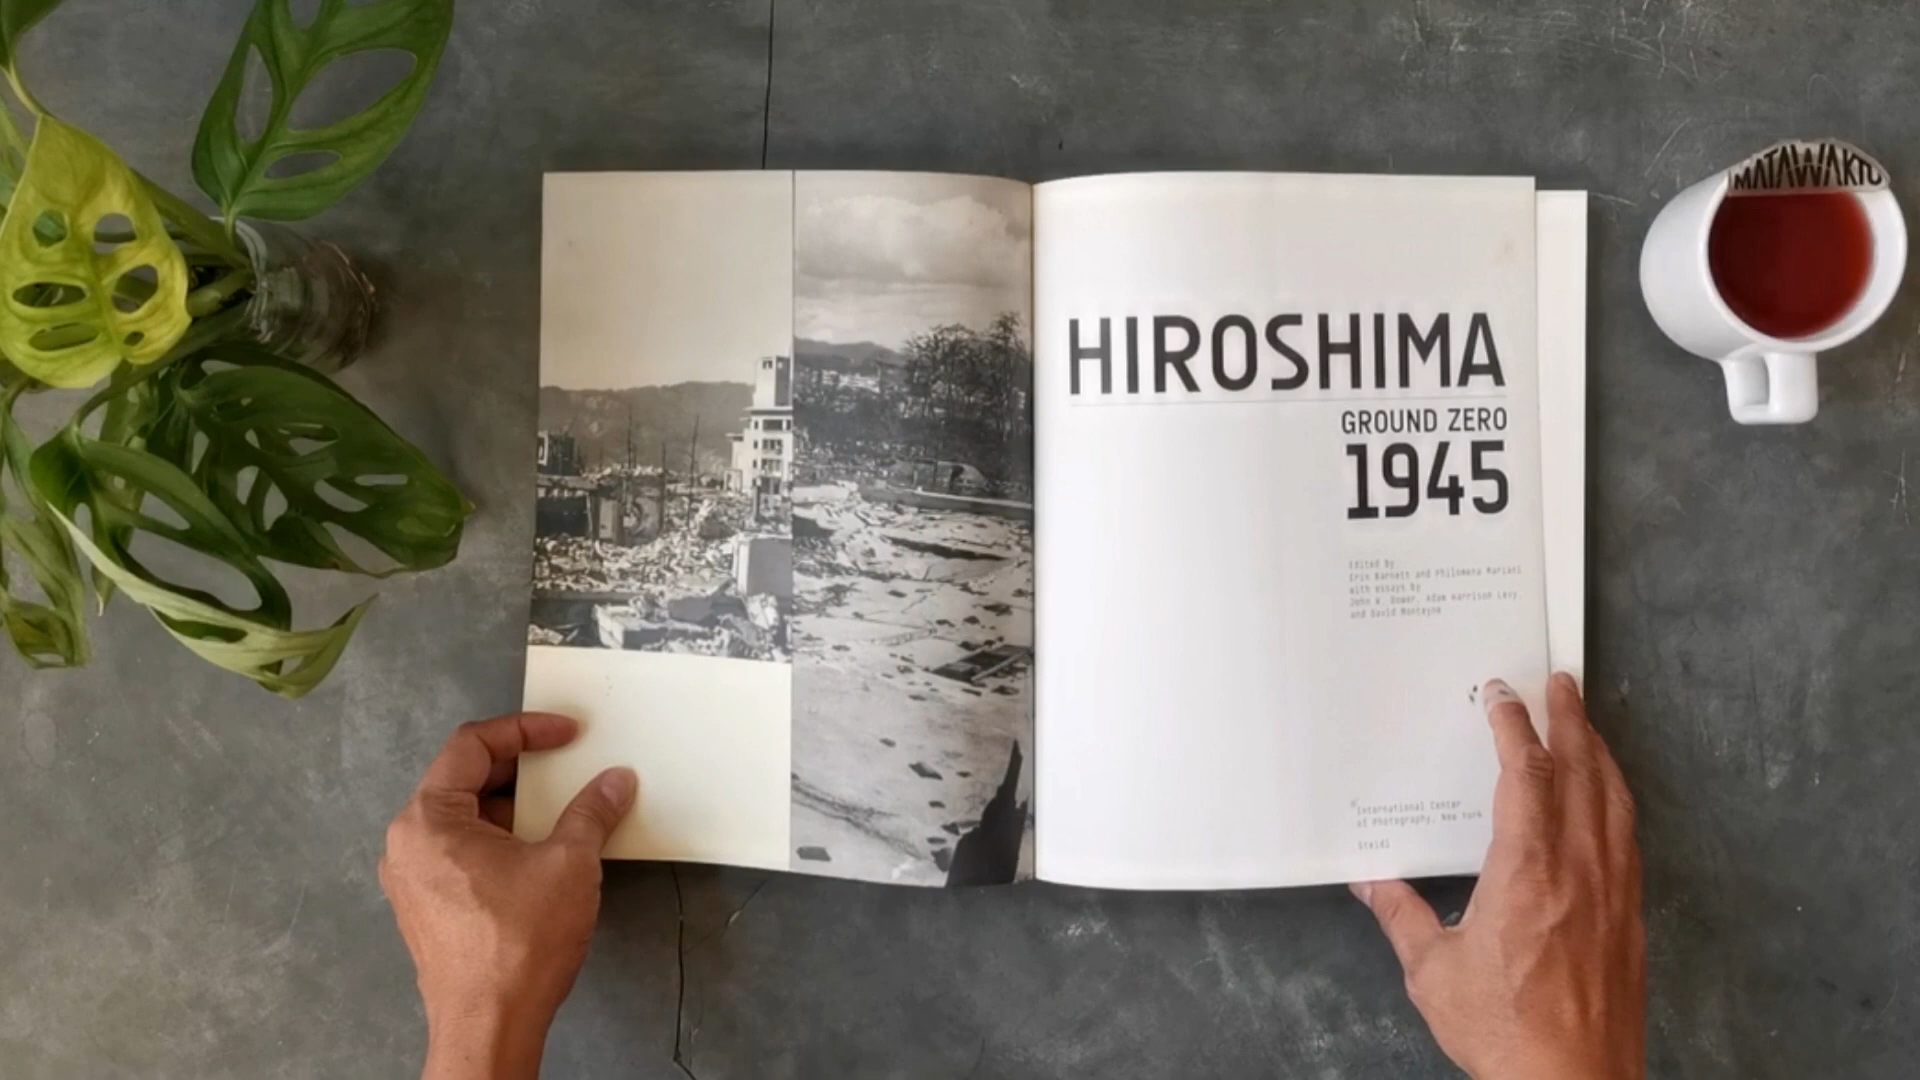 MATAWAKTU
HIROSHIMA
GROUND ZERO
1945
Edited by
Erin Barnett and Philomena Mariani
with essays by
John W. Dower, Adam Harrison Levy,
and David Monteyne
International Center
of Photography, New York
Steidl